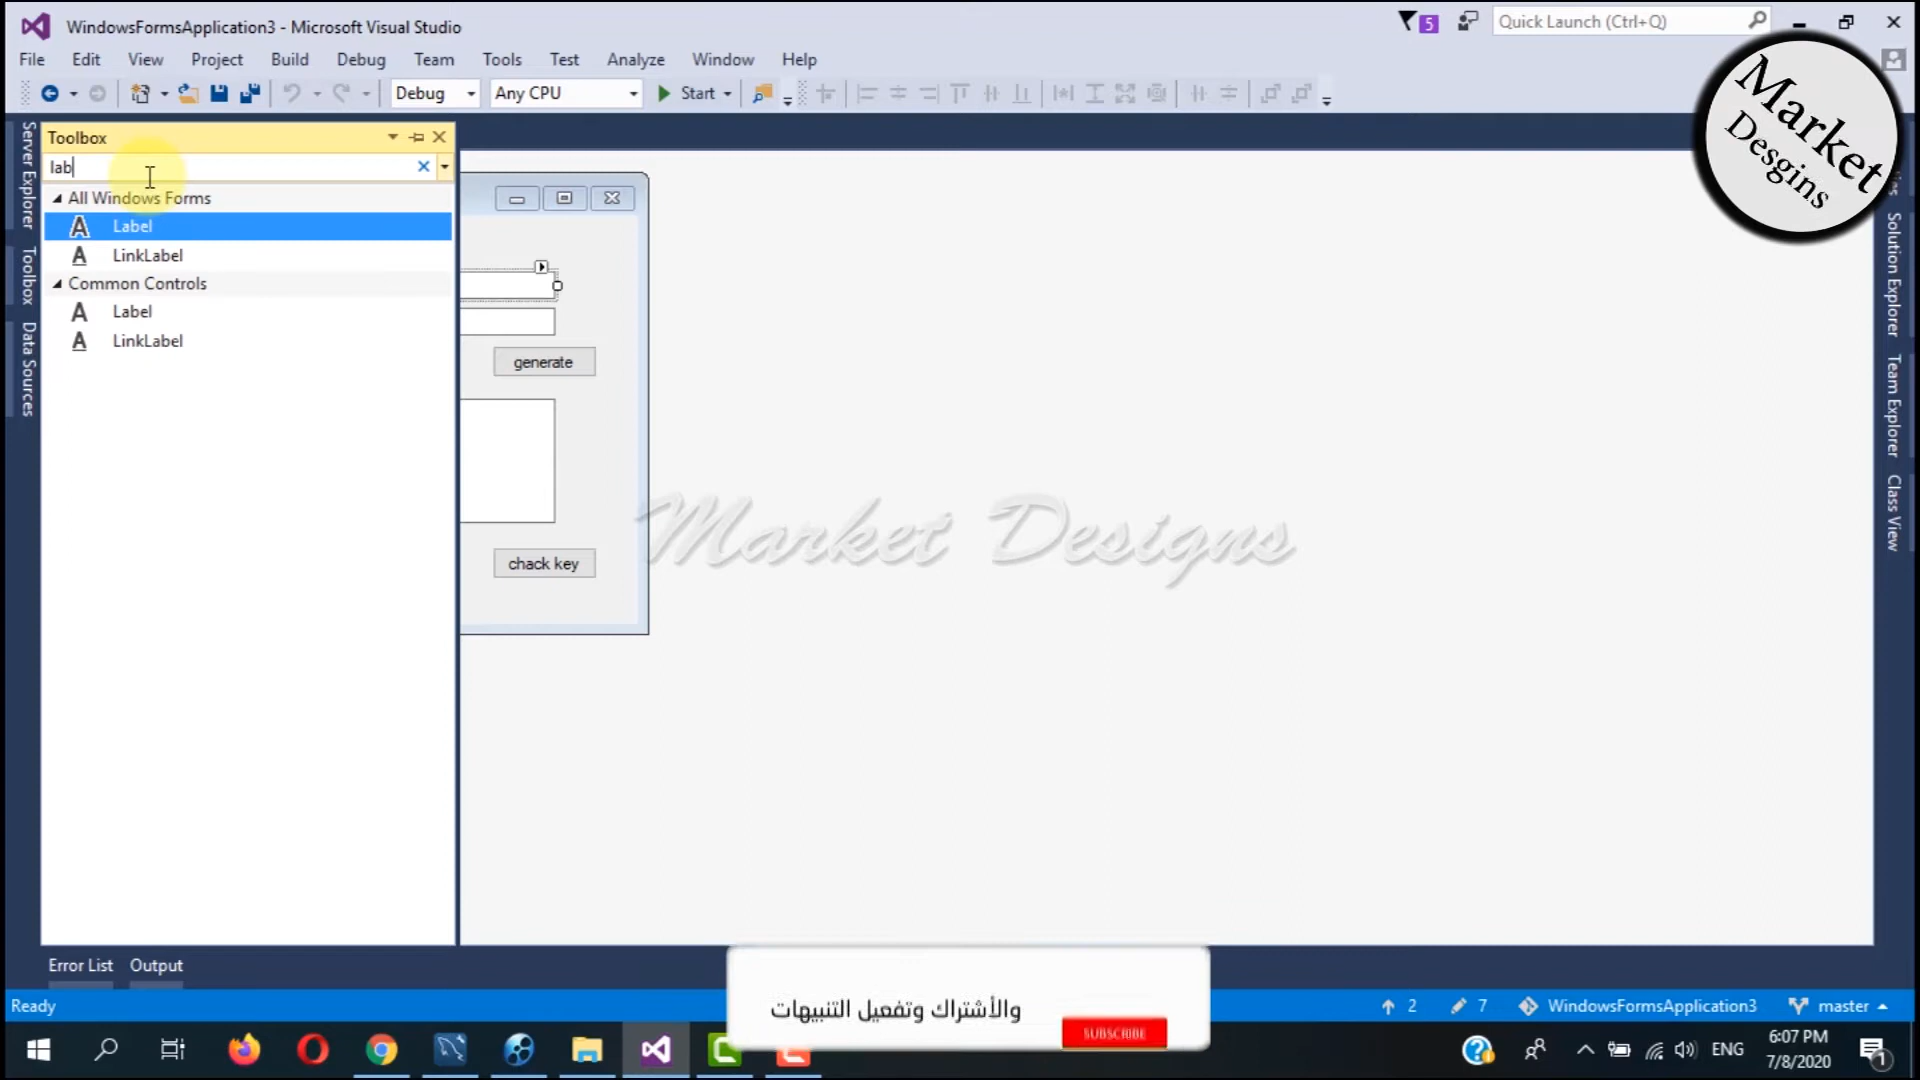 WindowsFormsApplication3 - Microsoft Visual Studio
5
Quick Launch (Ctrl+Q)
File Edit View Project Build Debug Team Tools Test Analyze Window Help
Debug Any CPU Start
Market
Desgins
Server Explorer
Toolbox
Data Sources
Toolbox
lab
All Windows Forms
A Label
A LinkLabel
Common Controls
A Label
A LinkLabel
generate
chack key
Market Designs
Solution Explorer
Team Explorer
Class View
Error List Output
والأشتراك وتفعيل التنبيهات
SUBSCRIBE
Ready
2 7 WindowsFormsApplication3 master
ENG
6:07 PM
7/8/2020
1